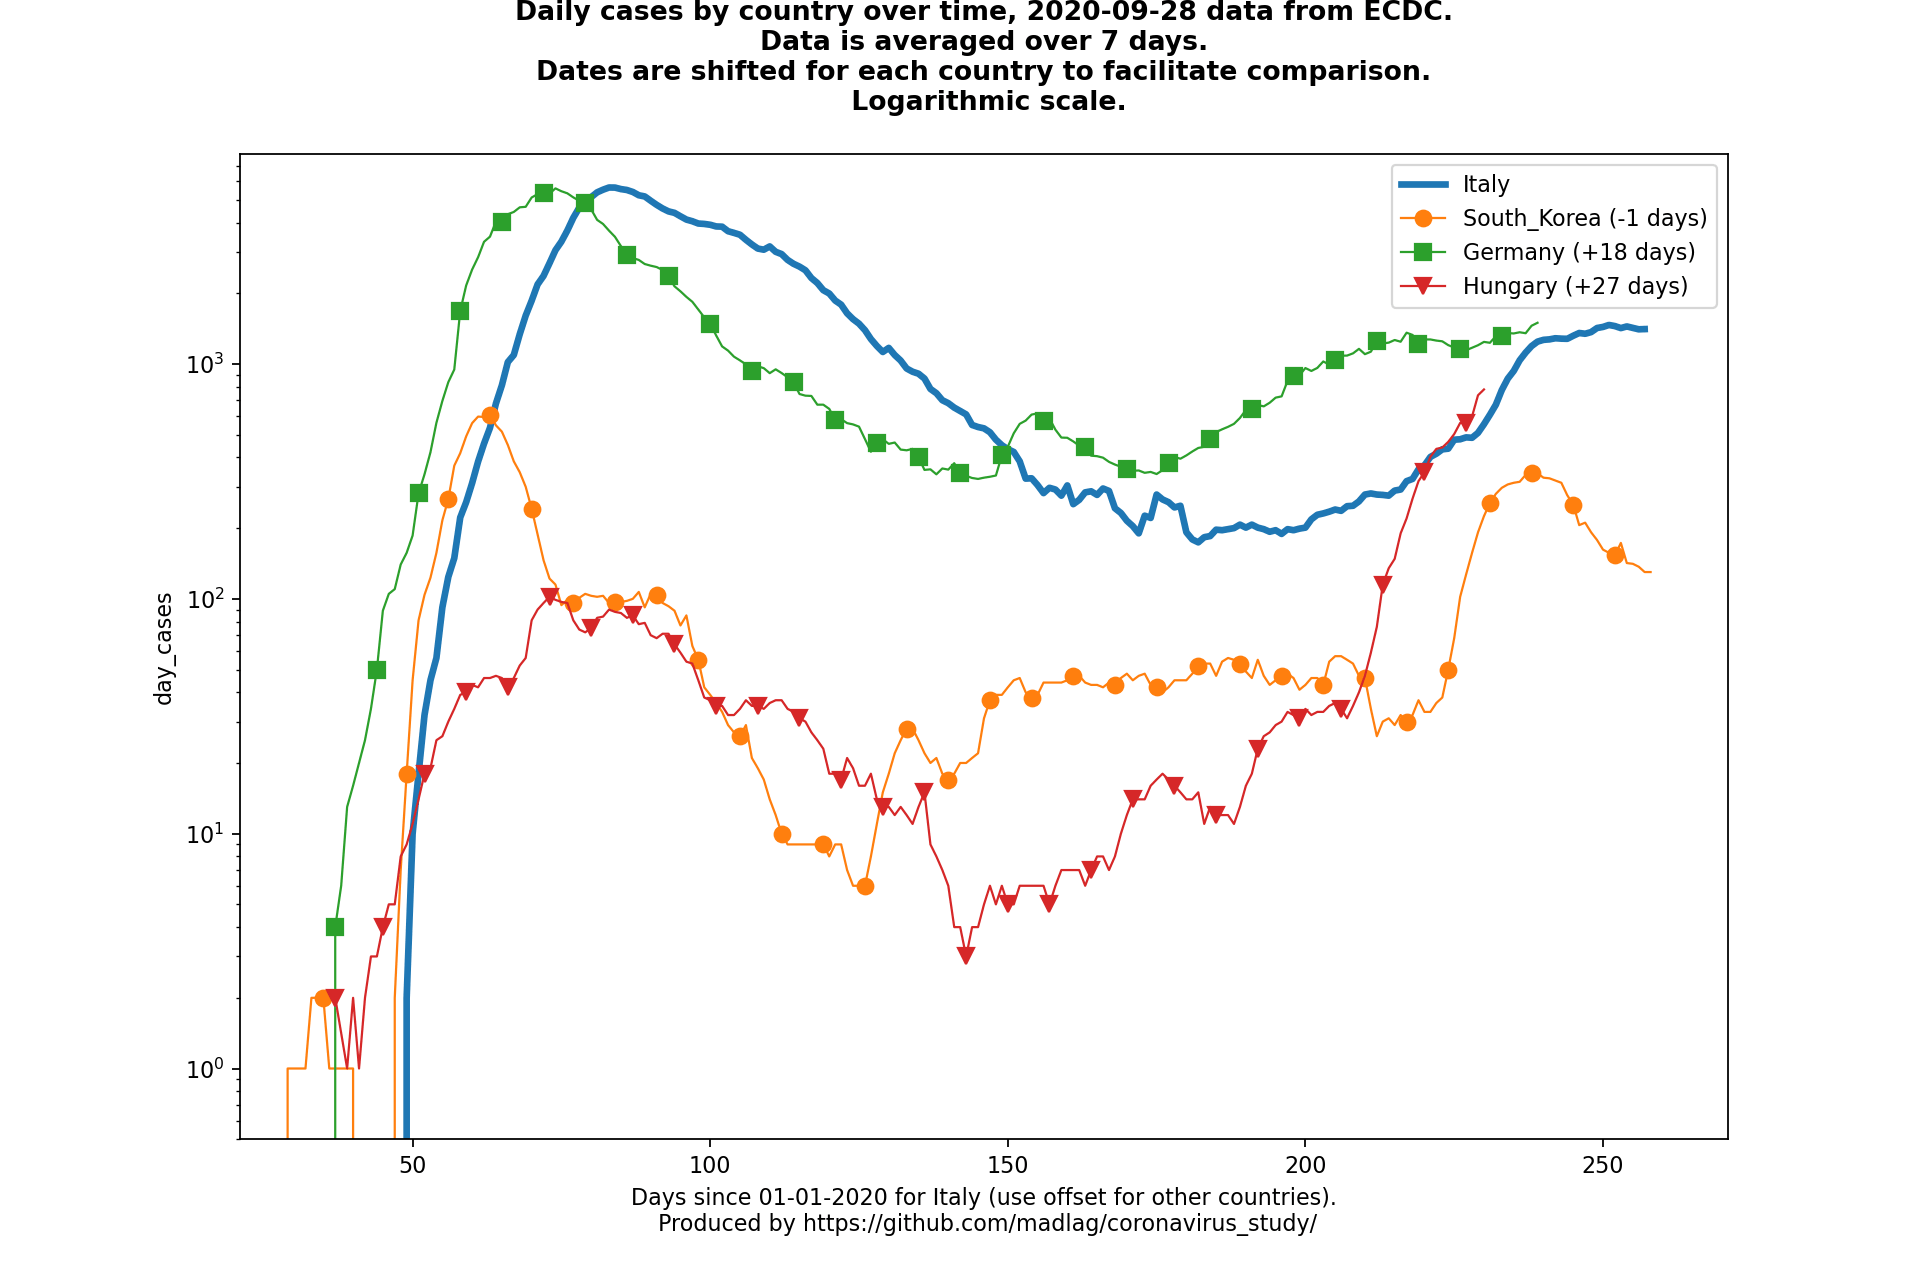 Daily cases by country over time, 2020-09-28 data from ECDC.
Data is averaged over 7 days.
Dates are shifted for each country to facilitate comparison.
Logarithmic scale.
Italy
South_Korea (-1 days)
Germany (+18 days)
Hungary (+27 days)
10³
10²
10¹
10⁰
day_cases
50
100
150
200
250
Days since 01-01-2020 for Italy (use offset for other countries).
Produced by https://github.com/madlag/coronavirus_study/